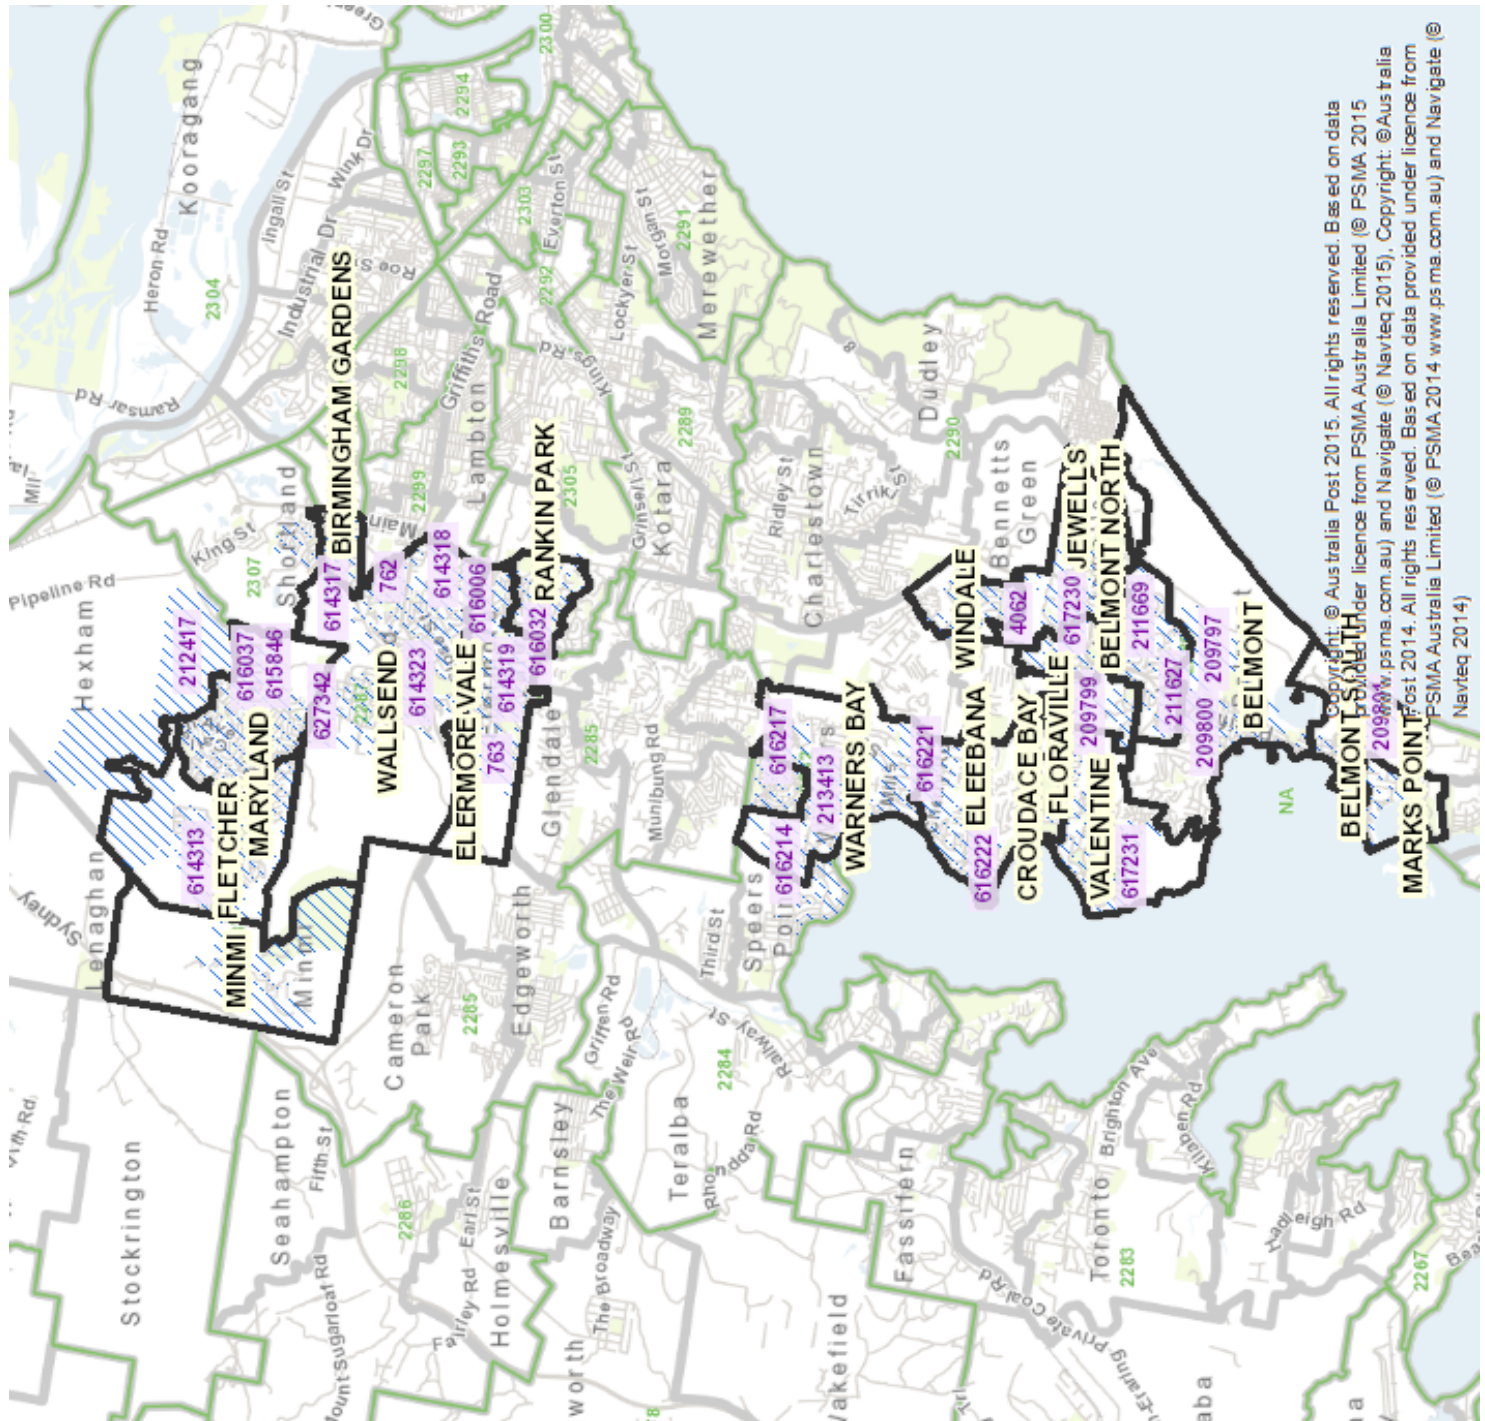 Kooragang
Heron Rd
2304
Ingall St
Wink Dr
Industrial Dr
Ramsar Rd
2300
2294
2297
2293
2303
Everton St
2292
Lockyer St
Morgan St
2291
Merewether
Griffiths Road
Kings Rd
2298
2299
Lambton
Main
BIRMINGHAM GARDENS
RANKIN PARK
2305
Grinsell St
Kotara
2289
Ridley St
Charlestown
Tirrik St
Dudley
2290
8
Bennetts
Green
Pipeline Rd
Hexham
King St
2307
Shortland
212417
616037
615846
627342
614317
762
614318
616006
616032
WALLSEND
614323
614319
ELERMORE VALE
763
2287
Glendale
2285
Munibung Rd
614313
FLETCHER
MARYLAND
MINMI
Minmi
Lenaghan
Sydney
Cameron
Park
2285
Edgeworth
Griffen Rd
The Weir Rd
Third St
Speers
Railway St
2284
616217
213413
616214
WARNERS BAY
616221
616222
ELEEBANA
WINDALE
CROUDACE BAY
FLORAVILLE
4062
617230
JEWELLS
BELMONT NORTH
VALENTINE
209799
617231
211669
211627
209797
209800
BELMONT
NA
BELMONT SOUTH
MARKS POINT
Stockrington
Seahampton
Fifth St
2286
Mount Sugarloaf Rd
Fairley Rd
Earl St
Holmesville
Barnsley
The Broadway
Teralba
Rhondda Rd
Fassifern
Toronto
2283
Brighton Ave
Killaben Rd
Hadleigh Rd
2267
Copyright: © Australia Post 2015. All rights reserved. Based on data
provided under licence from PSMA Australia Limited (© PSMA 2015
www.psma.com.au) and Navigate (© Navteq 2015), Copyright: © Australia
Post 2014. All rights reserved. Based on data provided under licence from
PSMA Australia Limited (© PSMA 2014 www.psma.com.au) and Navigate (©
Navteq 2014)